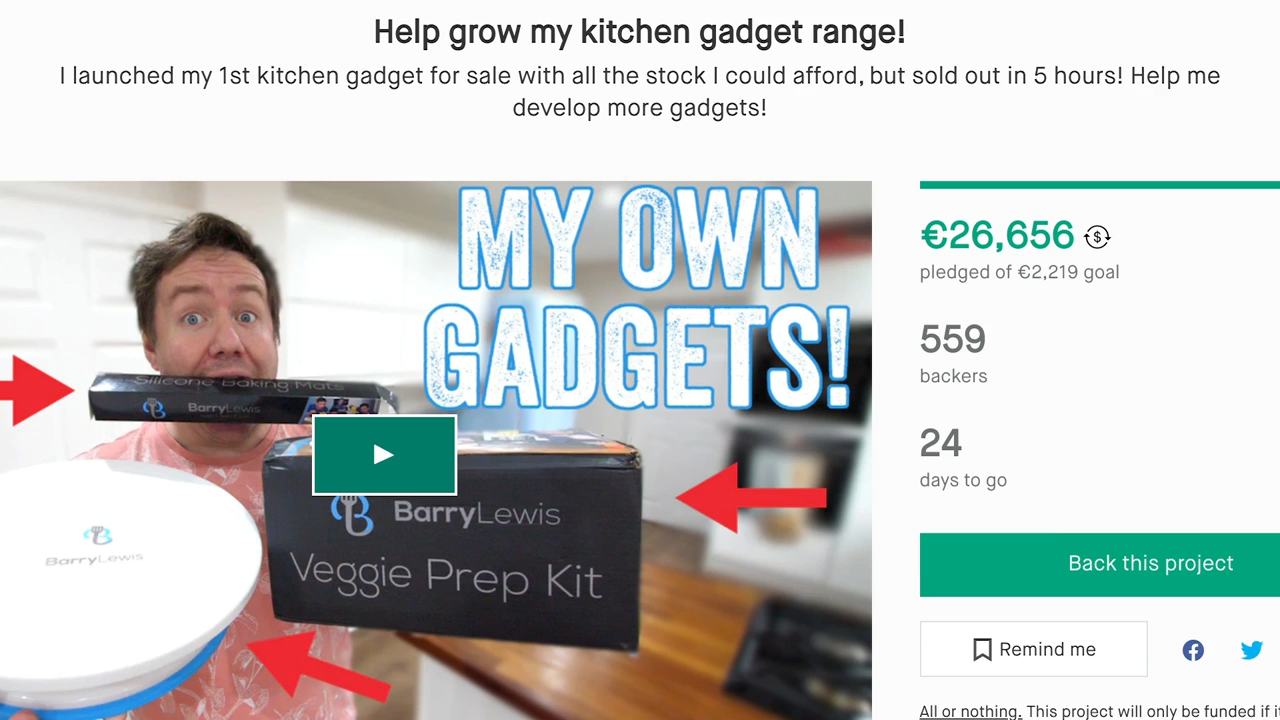 Help grow my kitchen gadget range!
I launched my 1st kitchen gadget for sale with all the stock I could afford, but sold out in 5 hours! Help me
develop more gadgets!
MY OWN
GADGETS!
€26,656
pledged of €2,219 goal
559
backers
24
days to go
Silicone Baking Mats
BarryLewis
BarryLewis
Veggie Prep Kit
BarryLewis
Back this project
Remind me
All or nothing. This project will only be funded if i